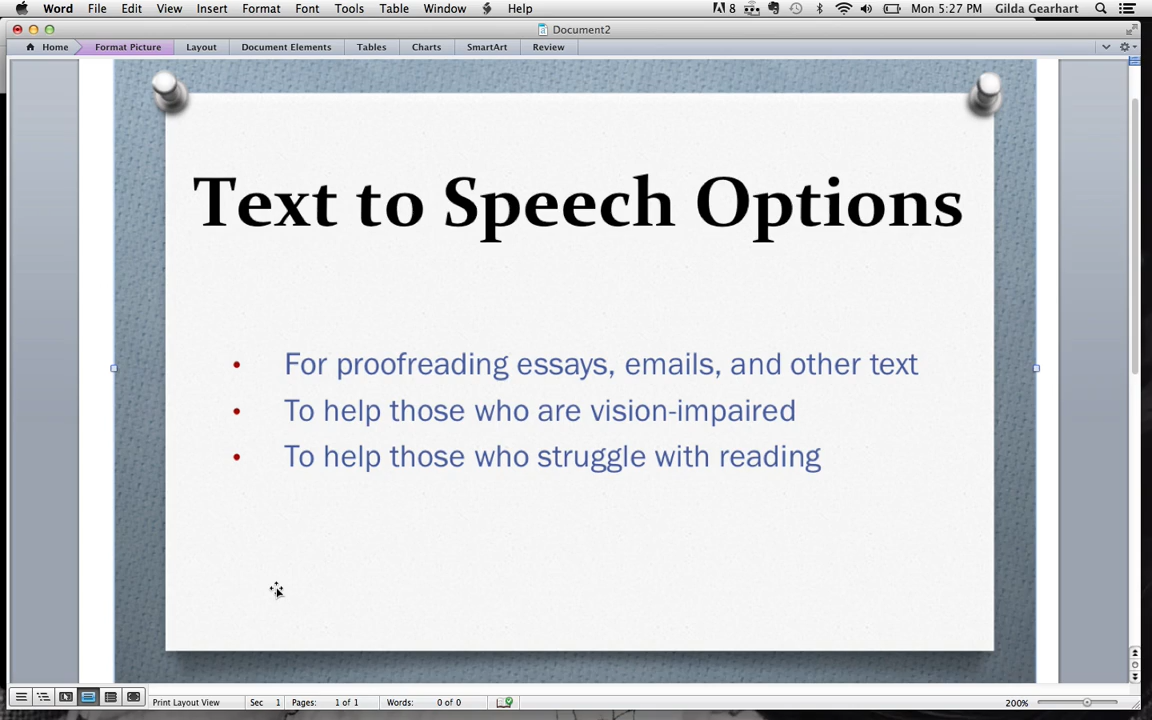 Word File Edit View Insert Format Font Tools Table Window Help 8 Mon 5:27 PM Gilda Gearhart
Document2
Home Format Picture Layout Document Elements Tables Charts SmartArt Review
Text to Speech Options
• For proofreading essays, emails, and other text
• To help those who are vision-impaired
• To help those who struggle with reading
Print Layout View Sec 1 Pages: 1 of 1 Words: 0 of 0 200%